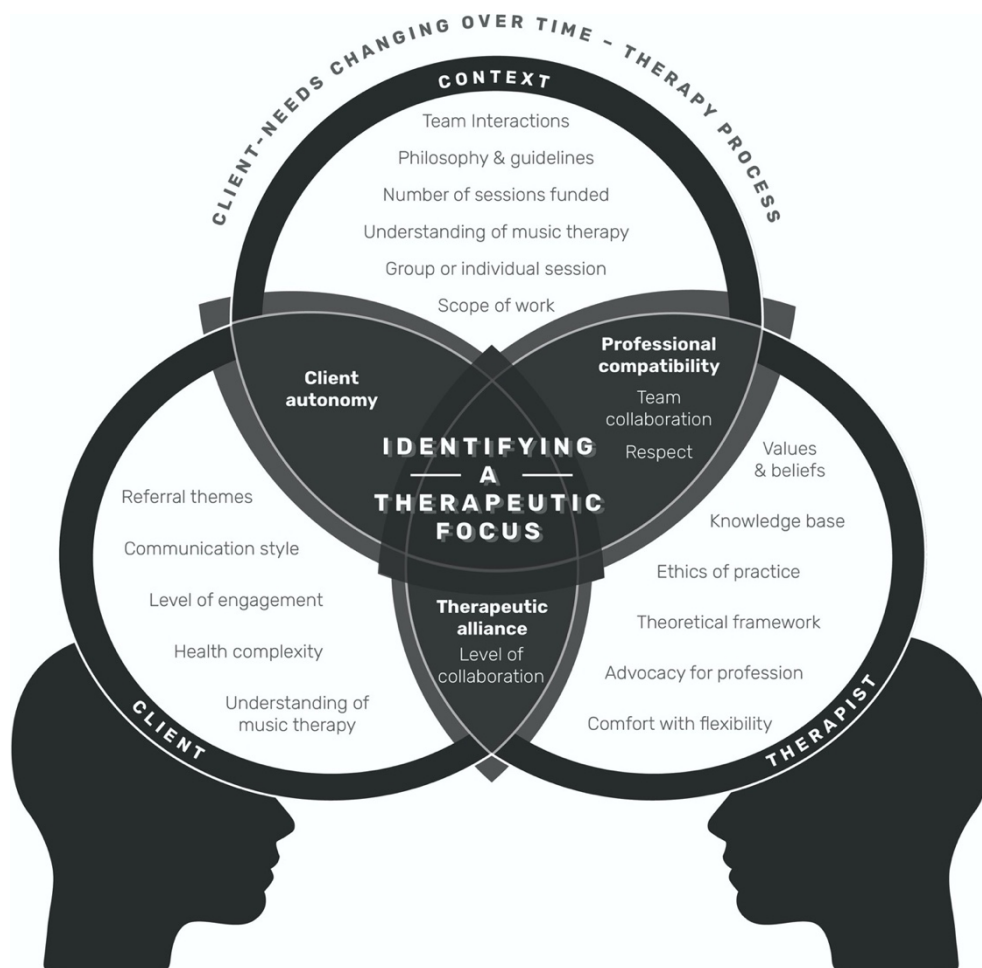 CLIENT-NEEDS CHANGING OVER TIME – THERAPY PROCESS
CONTEXT
Team Interactions
Philosophy & guidelines
Number of sessions funded
Understanding of music therapy
Group or individual session
Scope of work
Client
autonomy
Professional
compatibility
Team
collaboration
Respect
IDENTIFYING
A
THERAPEUTIC
FOCUS
Referral themes
Communication style
Level of engagement
Health complexity
Understanding of
music therapy
CLIENT
Therapeutic
alliance
Level of
collaboration
Values
& beliefs
Knowledge base
Ethics of practice
Theoretical framework
Advocacy for profession
Comfort with flexibility
THERAPIST